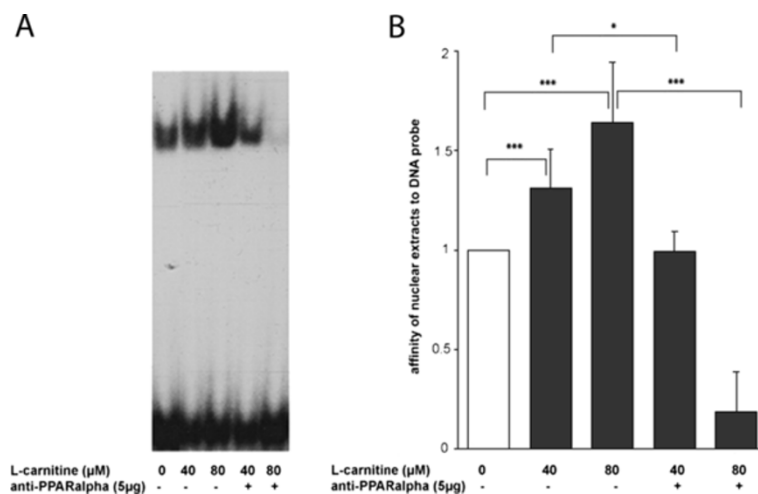 A
L-carnitine (µM) 0 40 80 40 80
anti-PPARalpha (5µg) - - - + +
B
affinity of nuclear extracts to DNA probe
2
1.5
1
0.5
0
*
***
***
***
L-carnitine (µM) 0 40 80 40 80
anti-PPARalpha (5µg) - - - + +